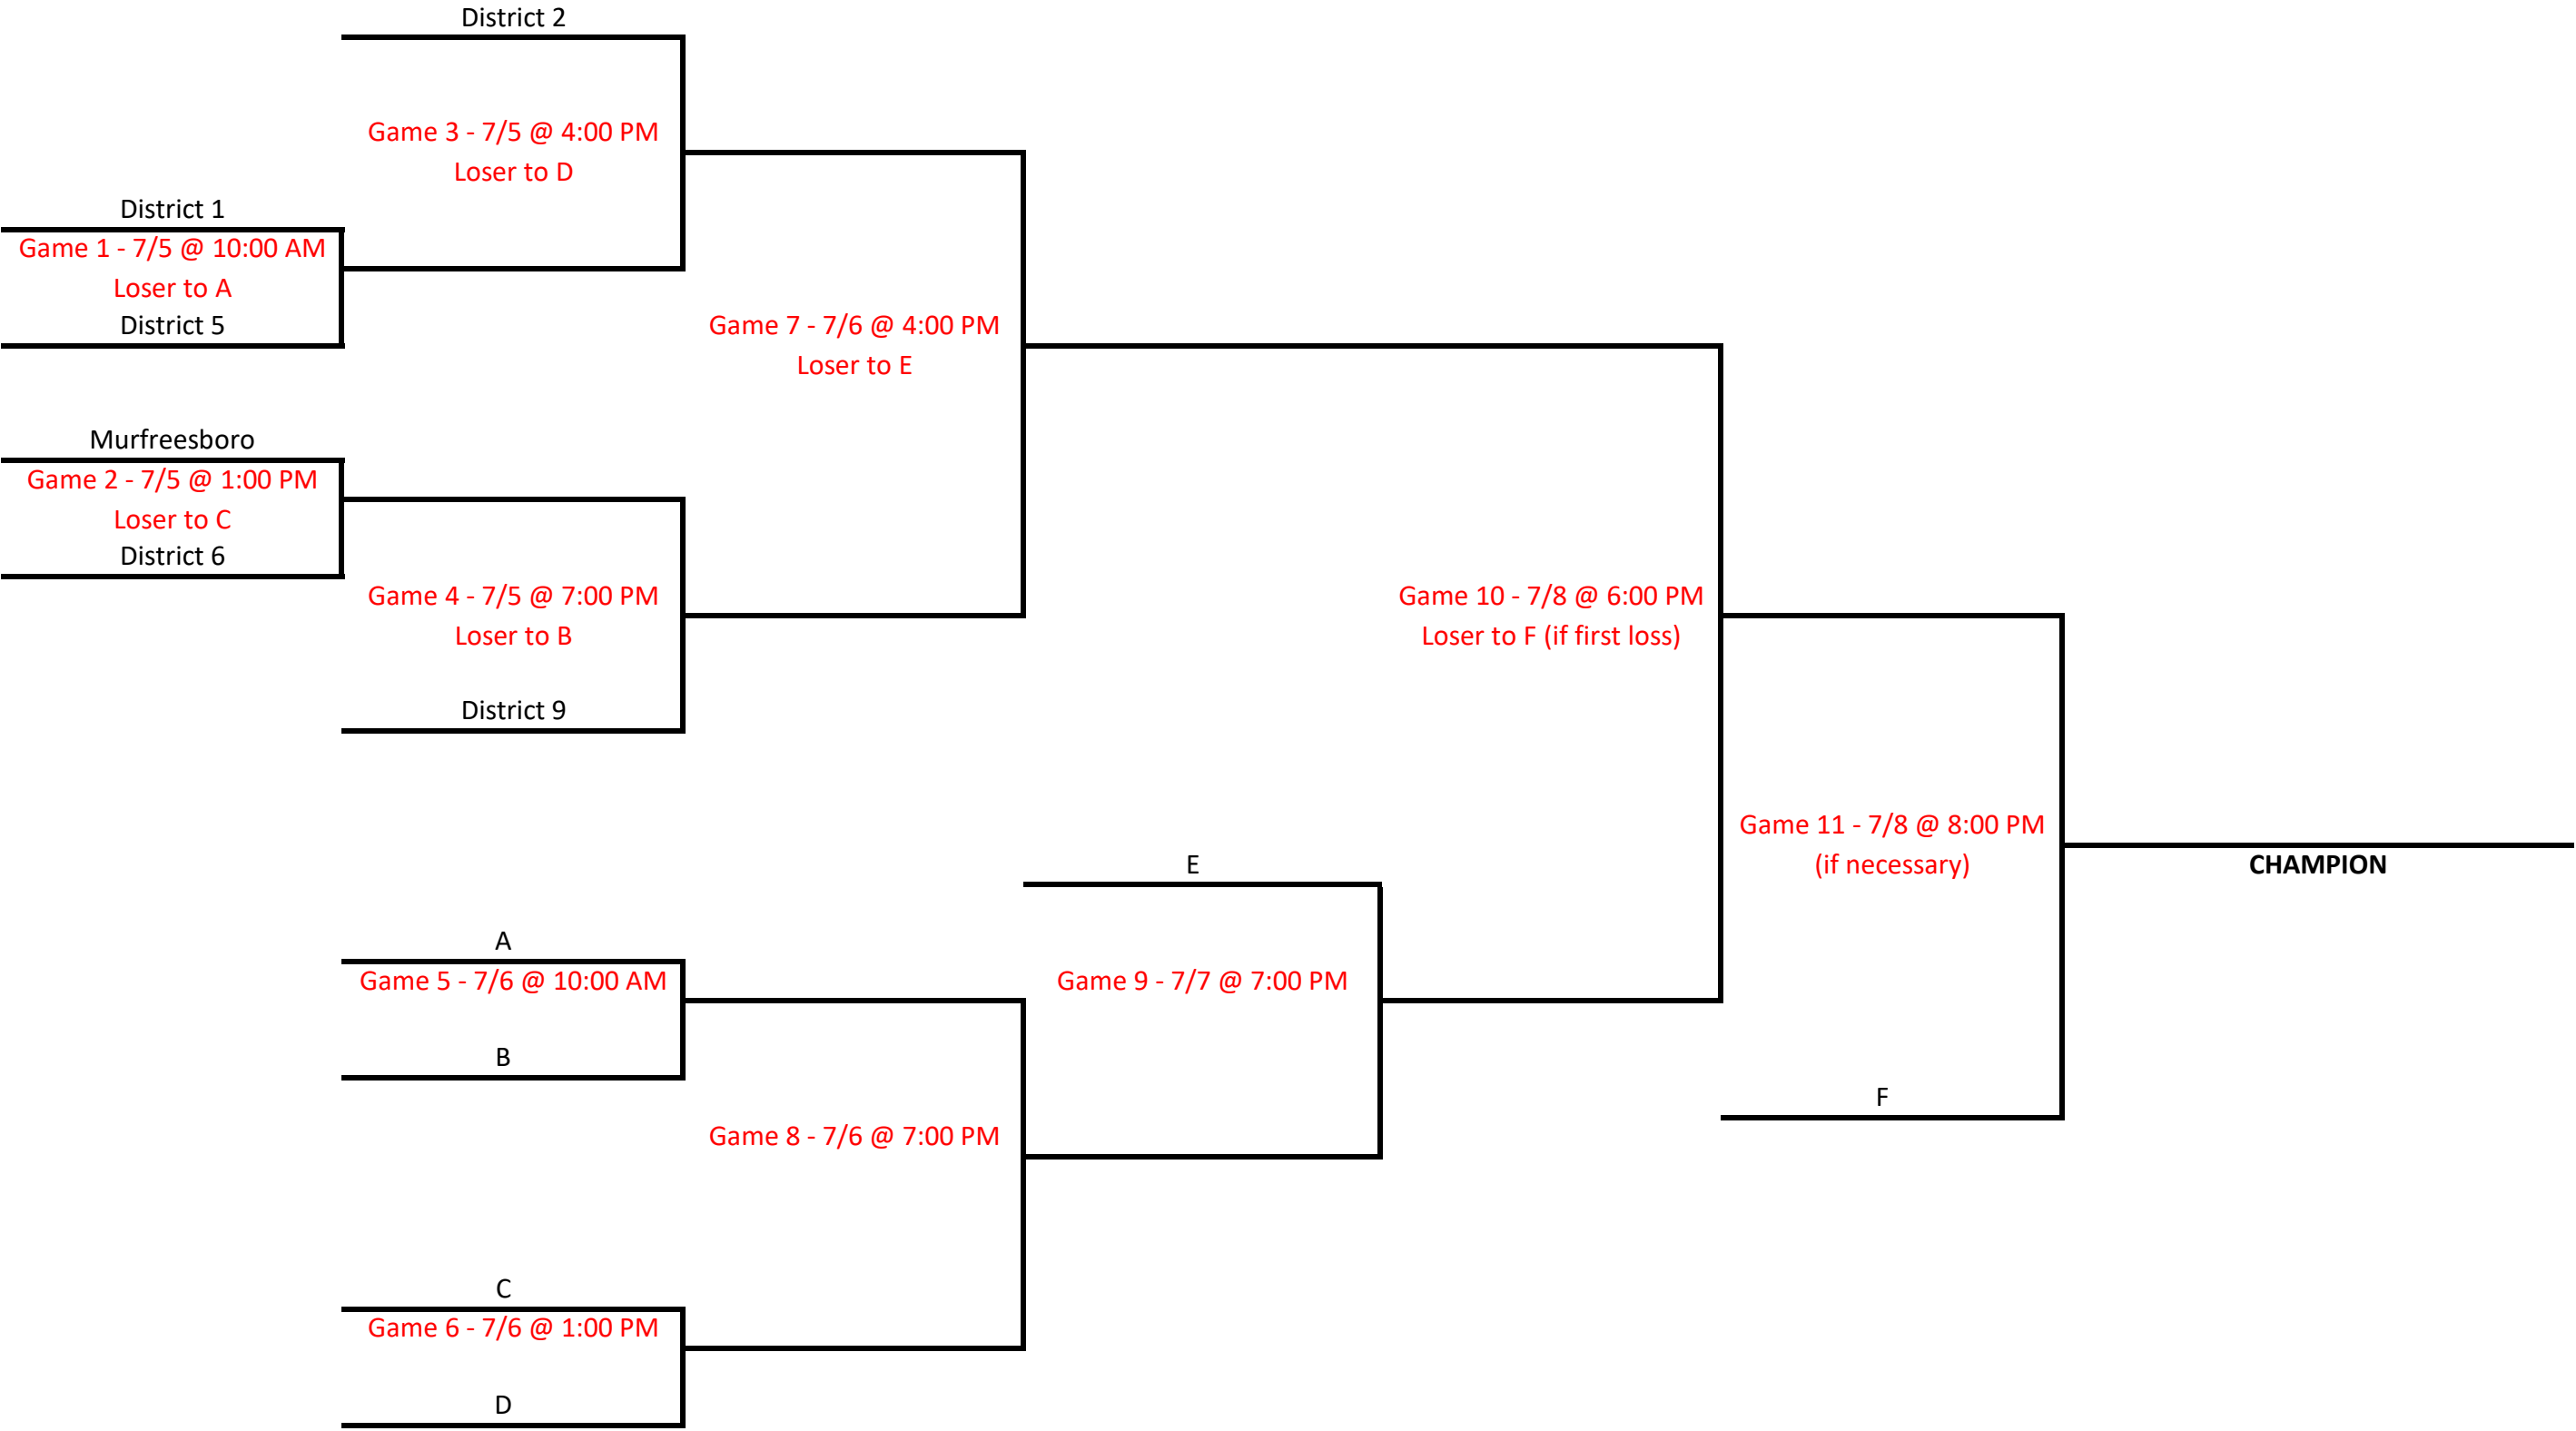 District 2
Game 3 - 7/5 @ 4:00 PM
Loser to D
District 1
Game 1 - 7/5 @ 10:00 AM
Loser to A
District 5
Game 7 - 7/6 @ 4:00 PM
Loser to E
Murfreesboro
Game 2 - 7/5 @ 1:00 PM
Loser to C
District 6
Game 4 - 7/5 @ 7:00 PM
Loser to B
District 9
Game 10 - 7/8 @ 6:00 PM
Loser to F (if first loss)
Game 11 - 7/8 @ 8:00 PM
(if necessary)
CHAMPION
E
A
Game 5 - 7/6 @ 10:00 AM
B
Game 9 - 7/7 @ 7:00 PM
F
Game 8 - 7/6 @ 7:00 PM
C
Game 6 - 7/6 @ 1:00 PM
D